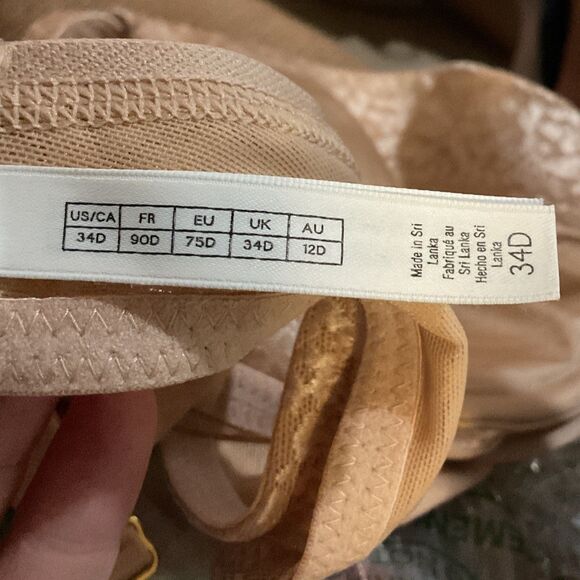 US/CA FR EU UK AU
34D 90D 75D 34D 12D
Made in Sri
Lanka
Fabriqué au
Sri Lanka
Hecho en Sri
Lanka
34D